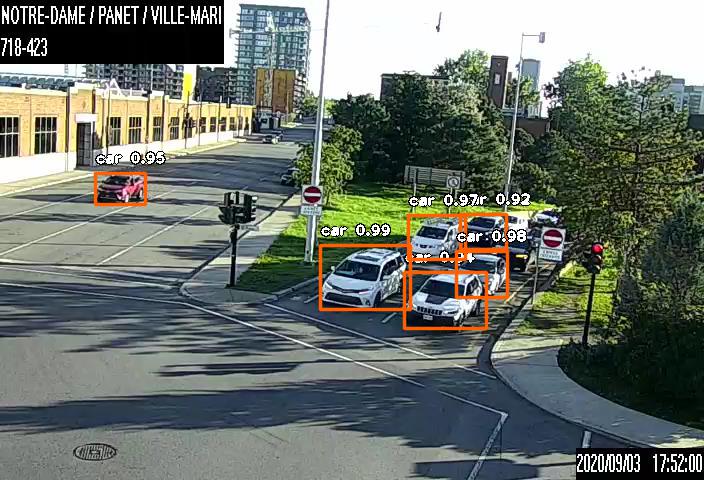 NOTRE-DAME / PANET / VILLE-MARI
718-423
car 0.95
car 0.97
r 0.92
car 0.98
car 0.99
2020/09/03 17:52:00